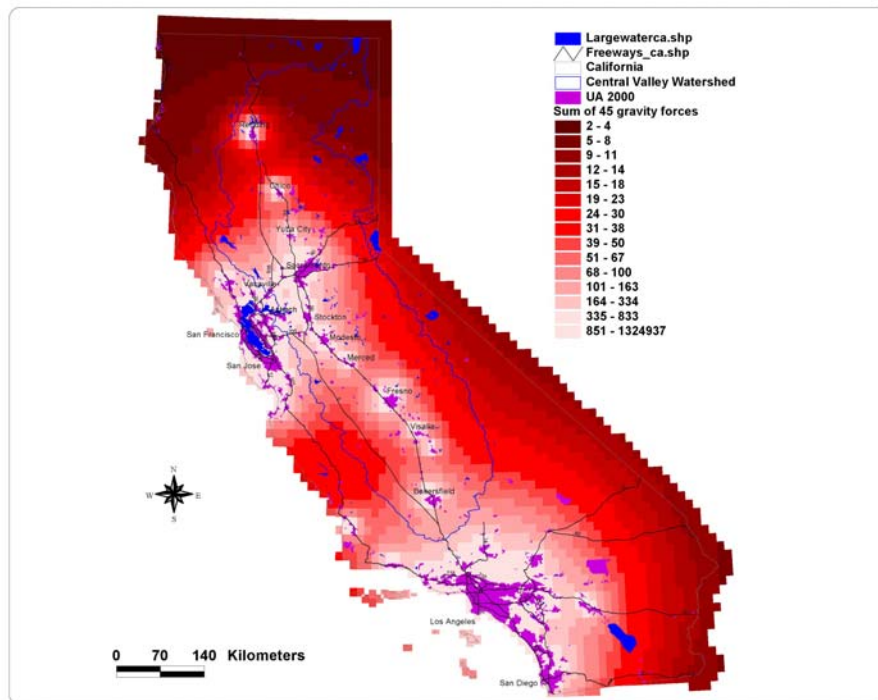 Largewaterca.shp
Freeways_ca.shp
California
Central Valley Watershed
UA 2000
Sum of 45 gravity forces
2 - 4
5 - 8
9 - 11
12 - 14
15 - 18
19 - 23
24 - 30
31 - 38
39 - 50
51 - 67
68 - 100
101 - 163
164 - 334
335 - 833
851 - 1324937
Chico
Yuba City
Vacaville
Stockton
San Francisco
Modesto
Merced
San Jose
Fresno
Visalia
Bakersfield
N
W E
S
Los Angeles
San Diego
0 70 140 Kilometers